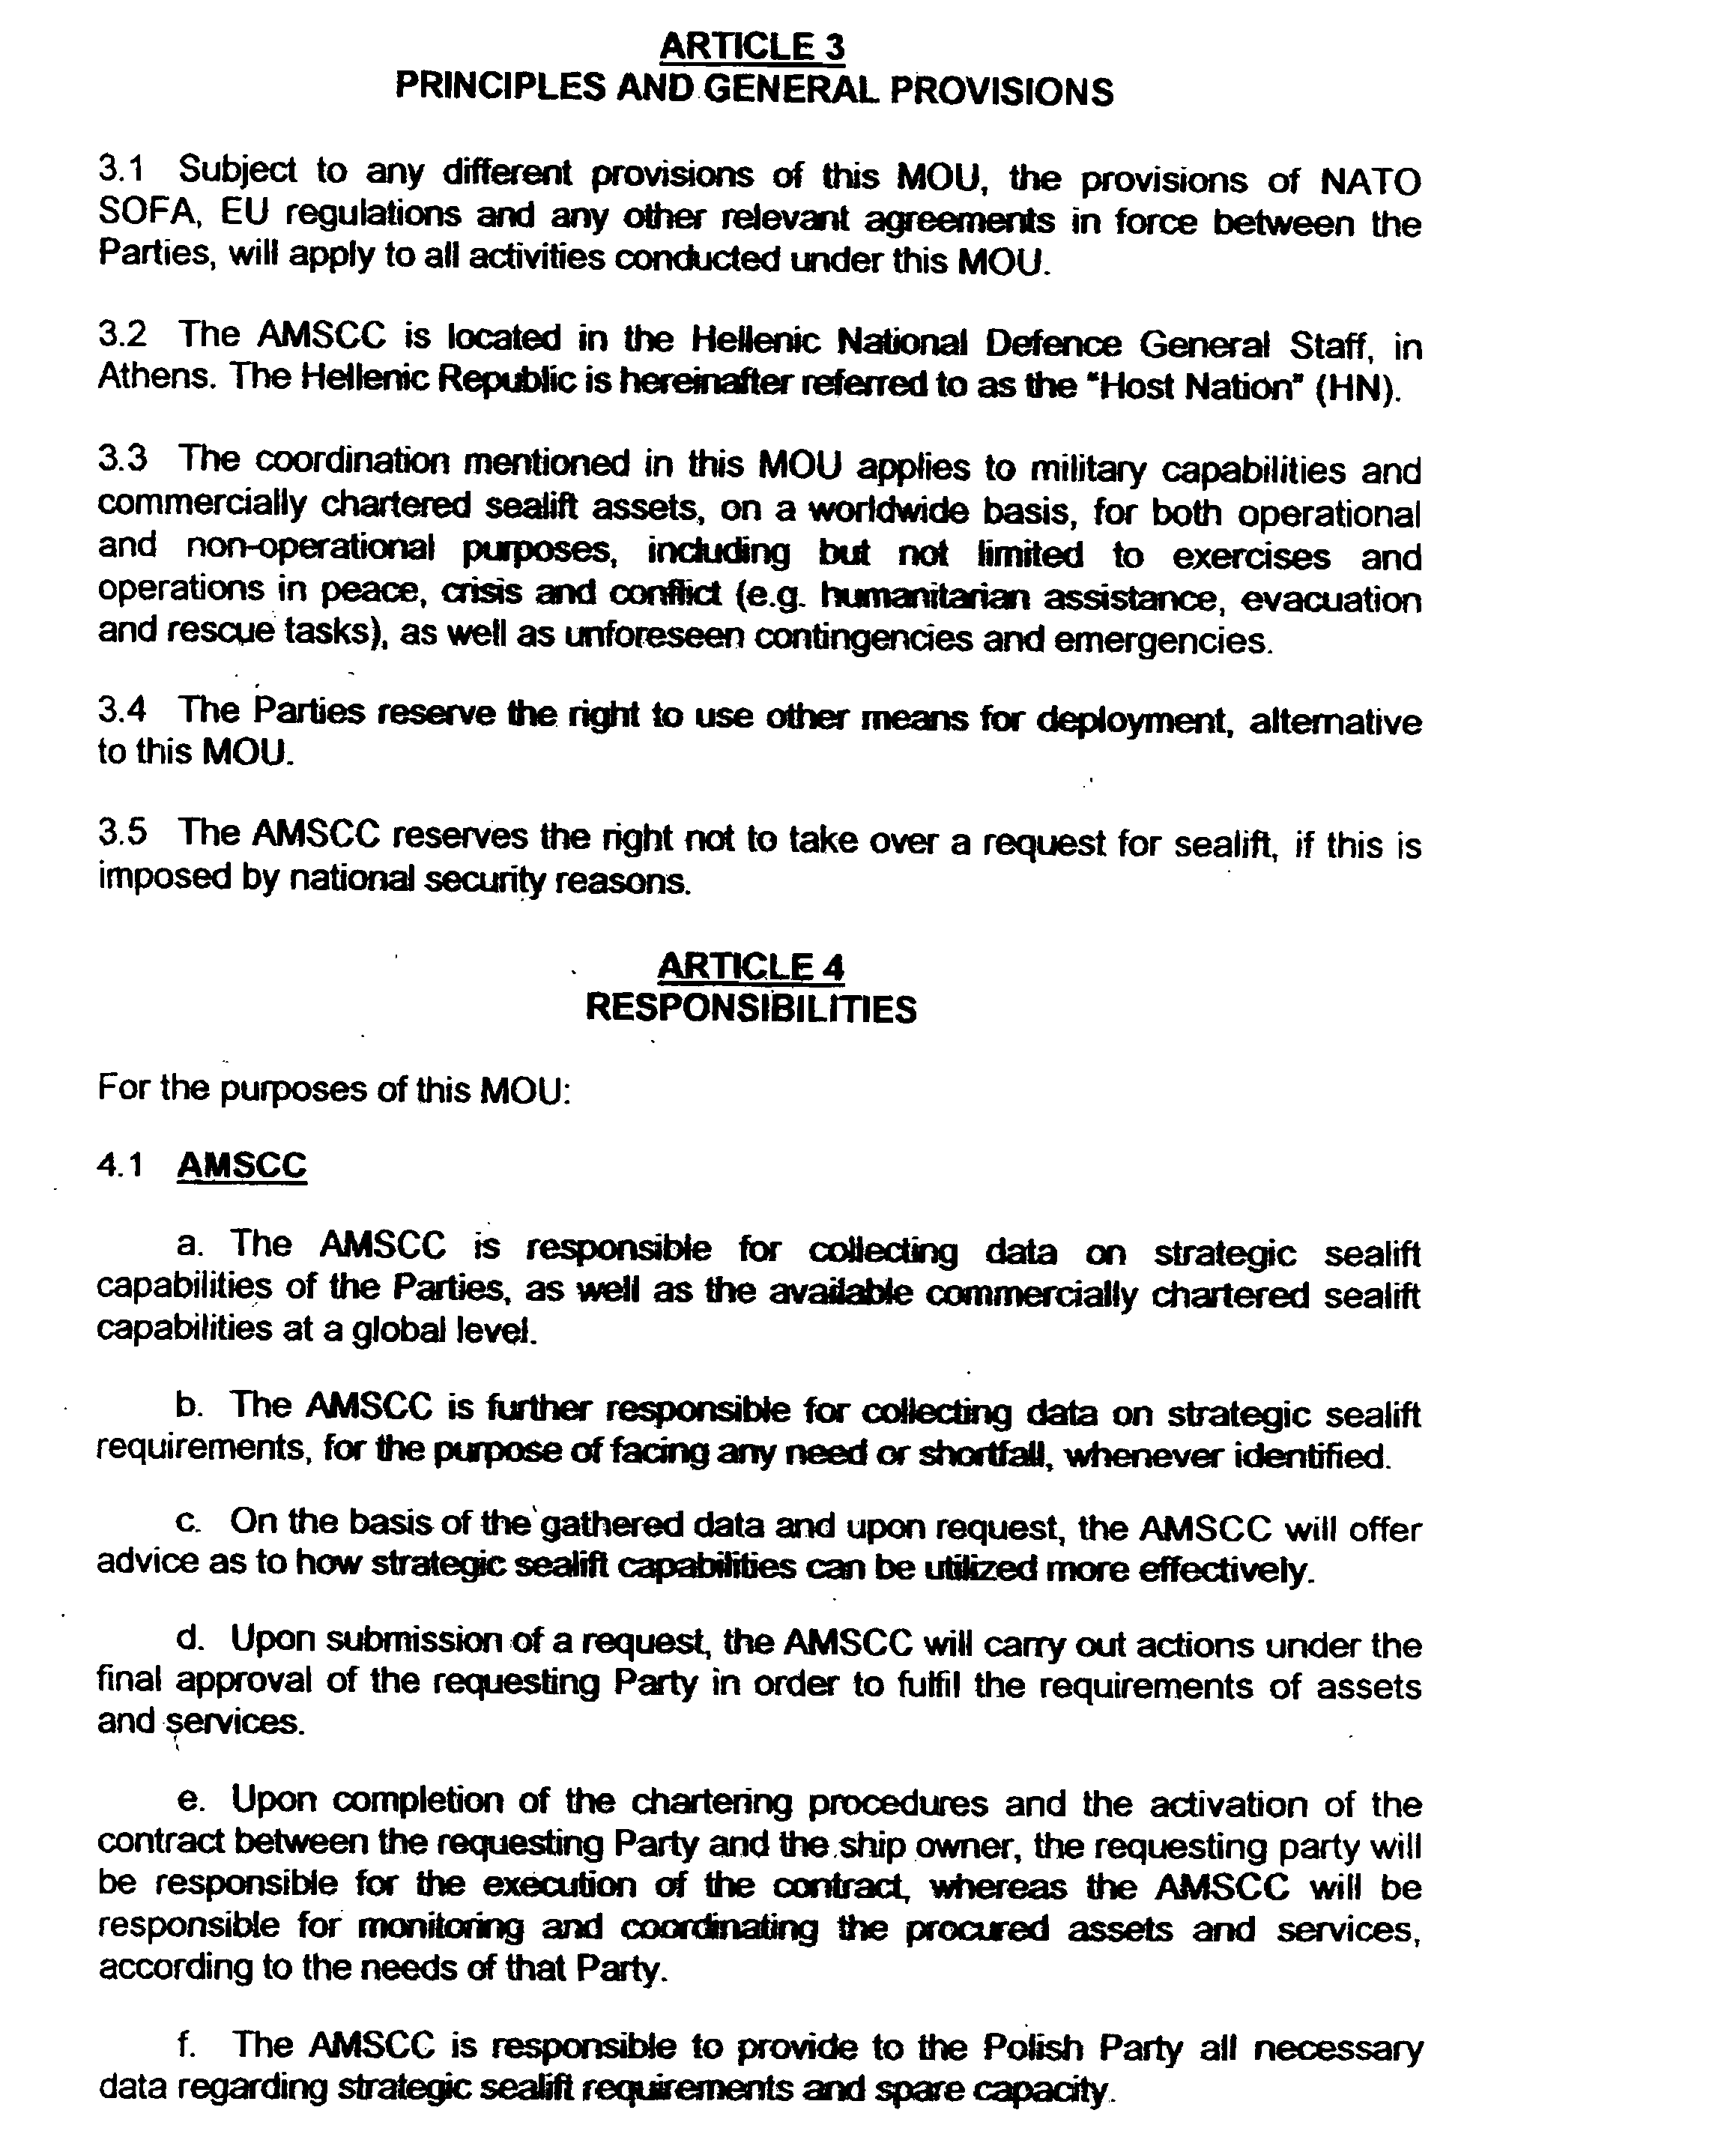 ARTICLE 3
PRINCIPLES AND GENERAL PROVISIONS
3.1 Subject to any different provisions of this MOU, the provisions of NATO
SOFA, EU regulations and any other relevant agreements in force between the
Parties, will apply to all activities conducted under this MOU.
3.2 The AMSCC is located in the Hellenic National Defence General Staff, in
Athens. The Hellenic Republic is hereinafter referred to as the "Host Nation" (HN).
3.3 The coordination mentioned in this MOU applies to military capabilities and
commercially chartered sealift assets, on a worldwide basis, for both operational
and non-operational purposes, including but not limited to exercises and
operations in peace, crisis and conflict (e.g. humanitarian assistance, evacuation
and rescue tasks), as well as unforeseen contingencies and emergencies.
3.4 The Parties reserve the right to use other means for deployment, alternative
to this MOU.
3.5 The AMSCC reserves the right not to take over a request for sealift, if this is
imposed by national security reasons.
ARTICLE 4
RESPONSIBILITIES
For the purposes of this MOU:
4.1 AMSCC
a. The AMSCC is responsible for collecting data on strategic sealift
capabilities of the Parties, as well as the available commercially chartered sealift
capabilities at a global level.
b. The AMSCC is further responsible for collecting data on strategic sealift
requirements, for the purpose of facing any need or shortfall, whenever identified.
c. On the basis of the gathered data and upon request, the AMSCC will offer
advice as to how strategic sealift capabilities can be utilized more effectively.
d. Upon submission of a request, the AMSCC will carry out actions under the
final approval of the requesting Party in order to fulfil the requirements of assets
and services.
e. Upon completion of the chartering procedures and the activation of the
contract between the requesting Party and the ship owner, the requesting party will
be responsible for the execution of the contract, whereas the AMSCC will be
responsible for monitoring and coordinating the procured assets and services,
according to the needs of that Party.
f. The AMSCC is responsible to provide to the Polish Party all necessary
data regarding strategic sealift requirements and spare capacity.